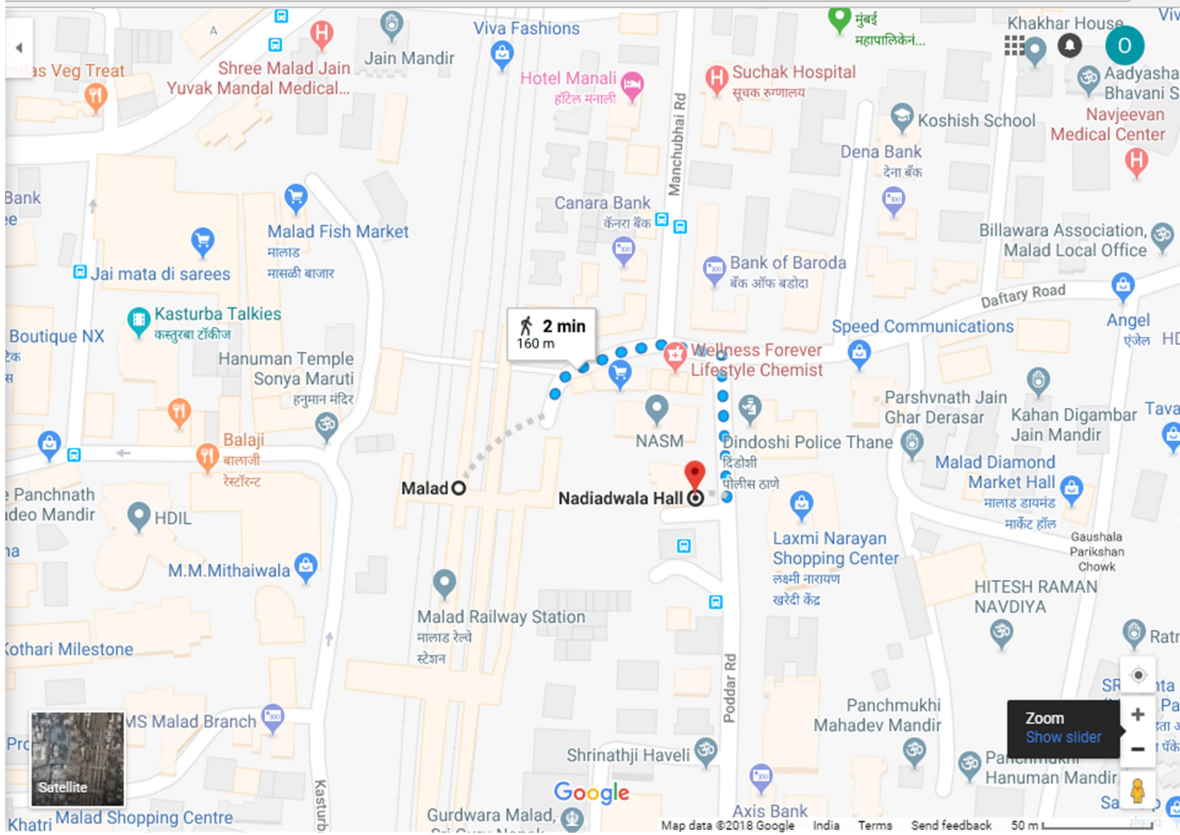 Viva Fashions
Khakhar House
मुंबई
महापालिकेनं...
Jain Mandir
O
A
Veg Treat
Shree Malad Jain
Yuvak Mandal Medical...
Hotel Manali
हॉटेल मनाली
Suchak Hospital
सूचक रुग्णालय
Aadyasha
Bhavani S
Navjeevan
Medical Center
Koshish School
Manchubhai Rd
Dena Bank
देना बँक
Bank
Canara Bank
कॅनरा बँक
Malad Fish Market
मालाड
मासळी बाजार
Billawara Association,
Malad Local Office
Jai mata di sarees
Bank of Baroda
बँक ऑफ बडोदा
Daftary Road
Kasturba Talkies
कस्तुरबा टॉकीज
Boutique NX
2 min
160 m
Speed Communications
Angel
एंजेल
Hanuman Temple
Sonya Maruti
हनुमान मंदिर
Wellness Forever
Lifestyle Chemist
Parshvnath Jain
Ghar Derasar
Kahan Digambar
Jain Mandir
Tava
NASM
Dindoshi Police Thane
दिंडोशी
पोलीस ठाणे
Balaji
बालाजी
रेस्टॉरन्ट
Malad Diamond
Market Hall
मालाड डायमंड
मार्केट हॉल
Malad
Nadiadwala Hall
Panchnath
adeo Mandir
HDIL
Laxmi Narayan
Shopping Center
लक्ष्मी नारायण
खरेदी केंद्र
Gaushala
Parikshan
Chowk
M.M.Mithaiwala
HITESH RAMAN
NAVDIYA
Malad Railway Station
मालाड रेल्वे
स्टेशन
Kothari Milestone
Ratn
Poddar Rd
MS Malad Branch
Panchmukhi
Mahadev Mandir
Zoom
Show slider
Shrinathji Haveli
Panchmukhi
Hanuman Mandir
Satellite
Kasturb
Google
Axis Bank
Khatri
Malad Shopping Centre
Gurdwara Malad,
Sri Guru Nanak
Map data ©2018 Google India Terms Send feedback 50 m